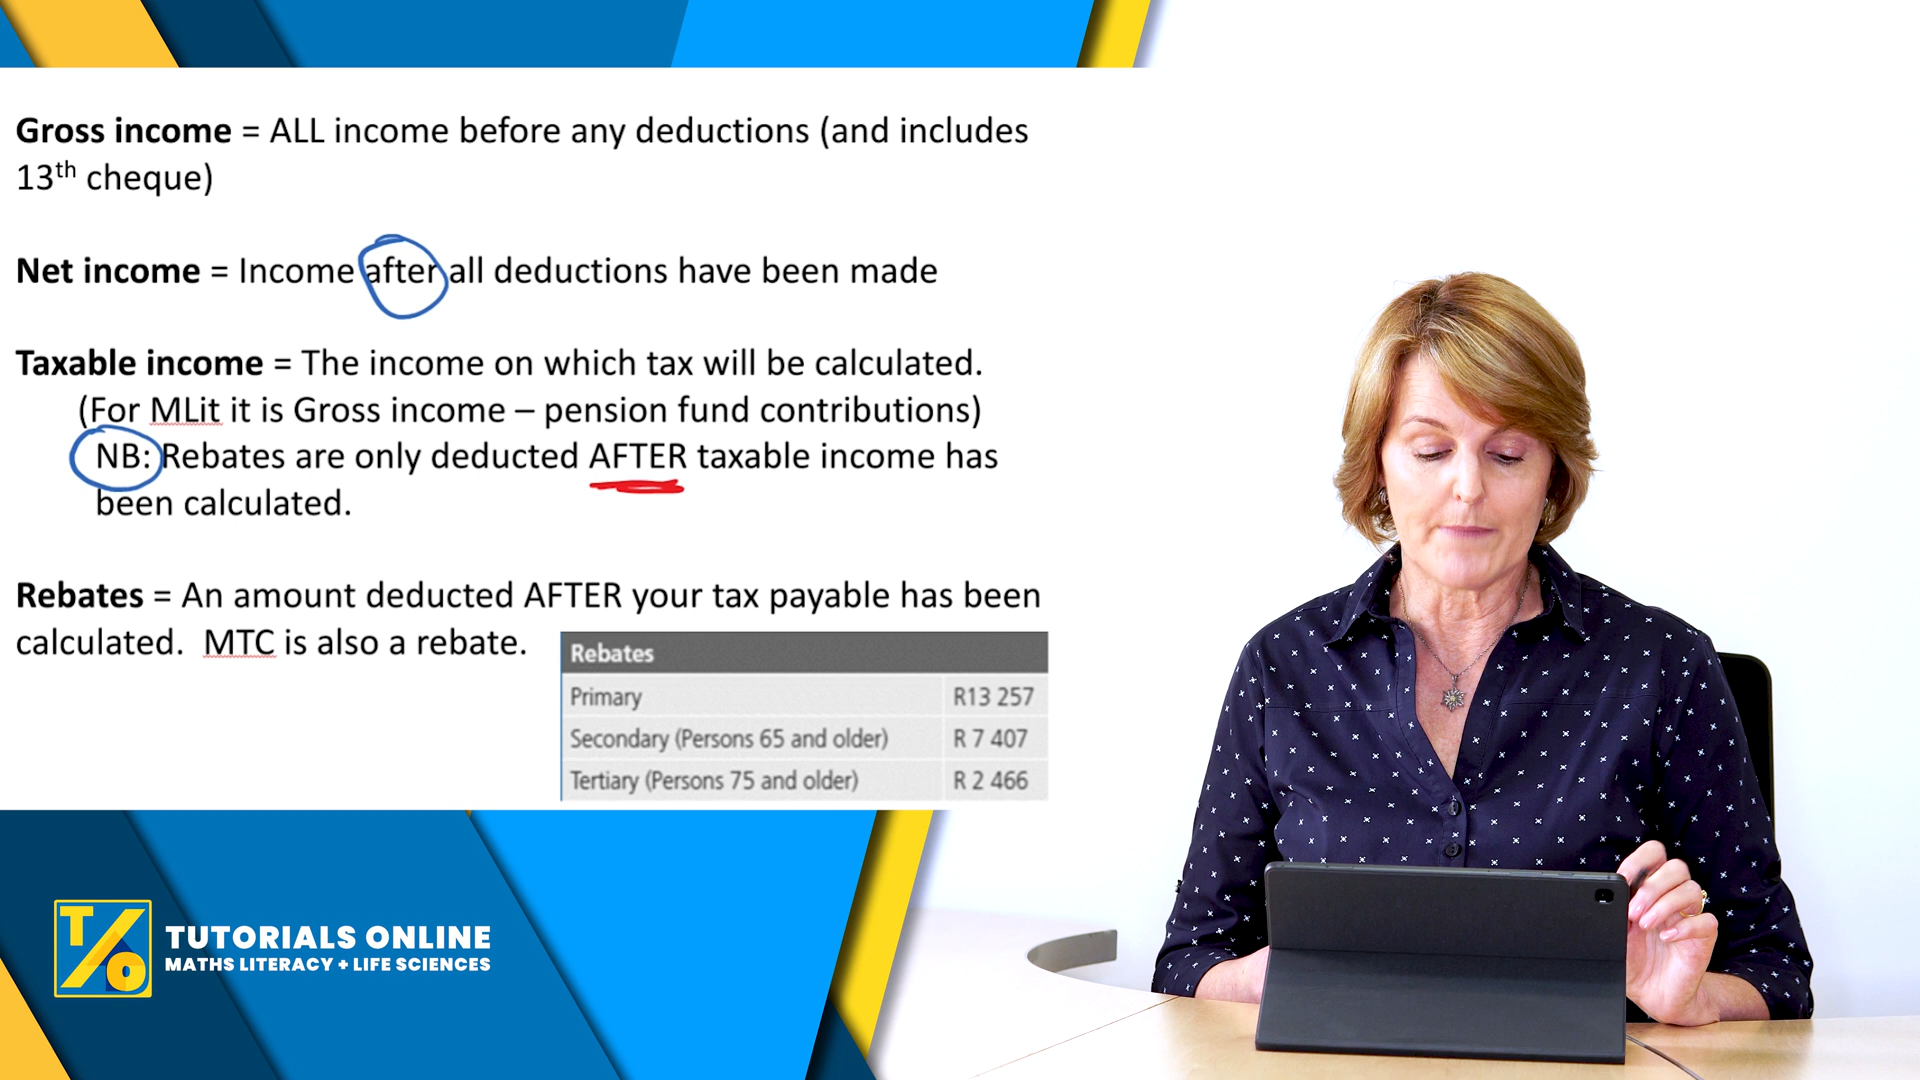 Gross income = ALL income before any deductions (and includes
13th cheque)
Net income = Income after all deductions have been made
Taxable income = The income on which tax will be calculated.
(For MLit it is Gross income – pension fund contributions)
NB: Rebates are only deducted AFTER taxable income has
been calculated.
Rebates = An amount deducted AFTER your tax payable has been
calculated. MTC is also a rebate.
Rebates
Primary R13 257
Secondary (Persons 65 and older) R 7 407
Tertiary (Persons 75 and older) R 2 466
T/O
TUTORIALS ONLINE
MATHS LITERACY + LIFE SCIENCES